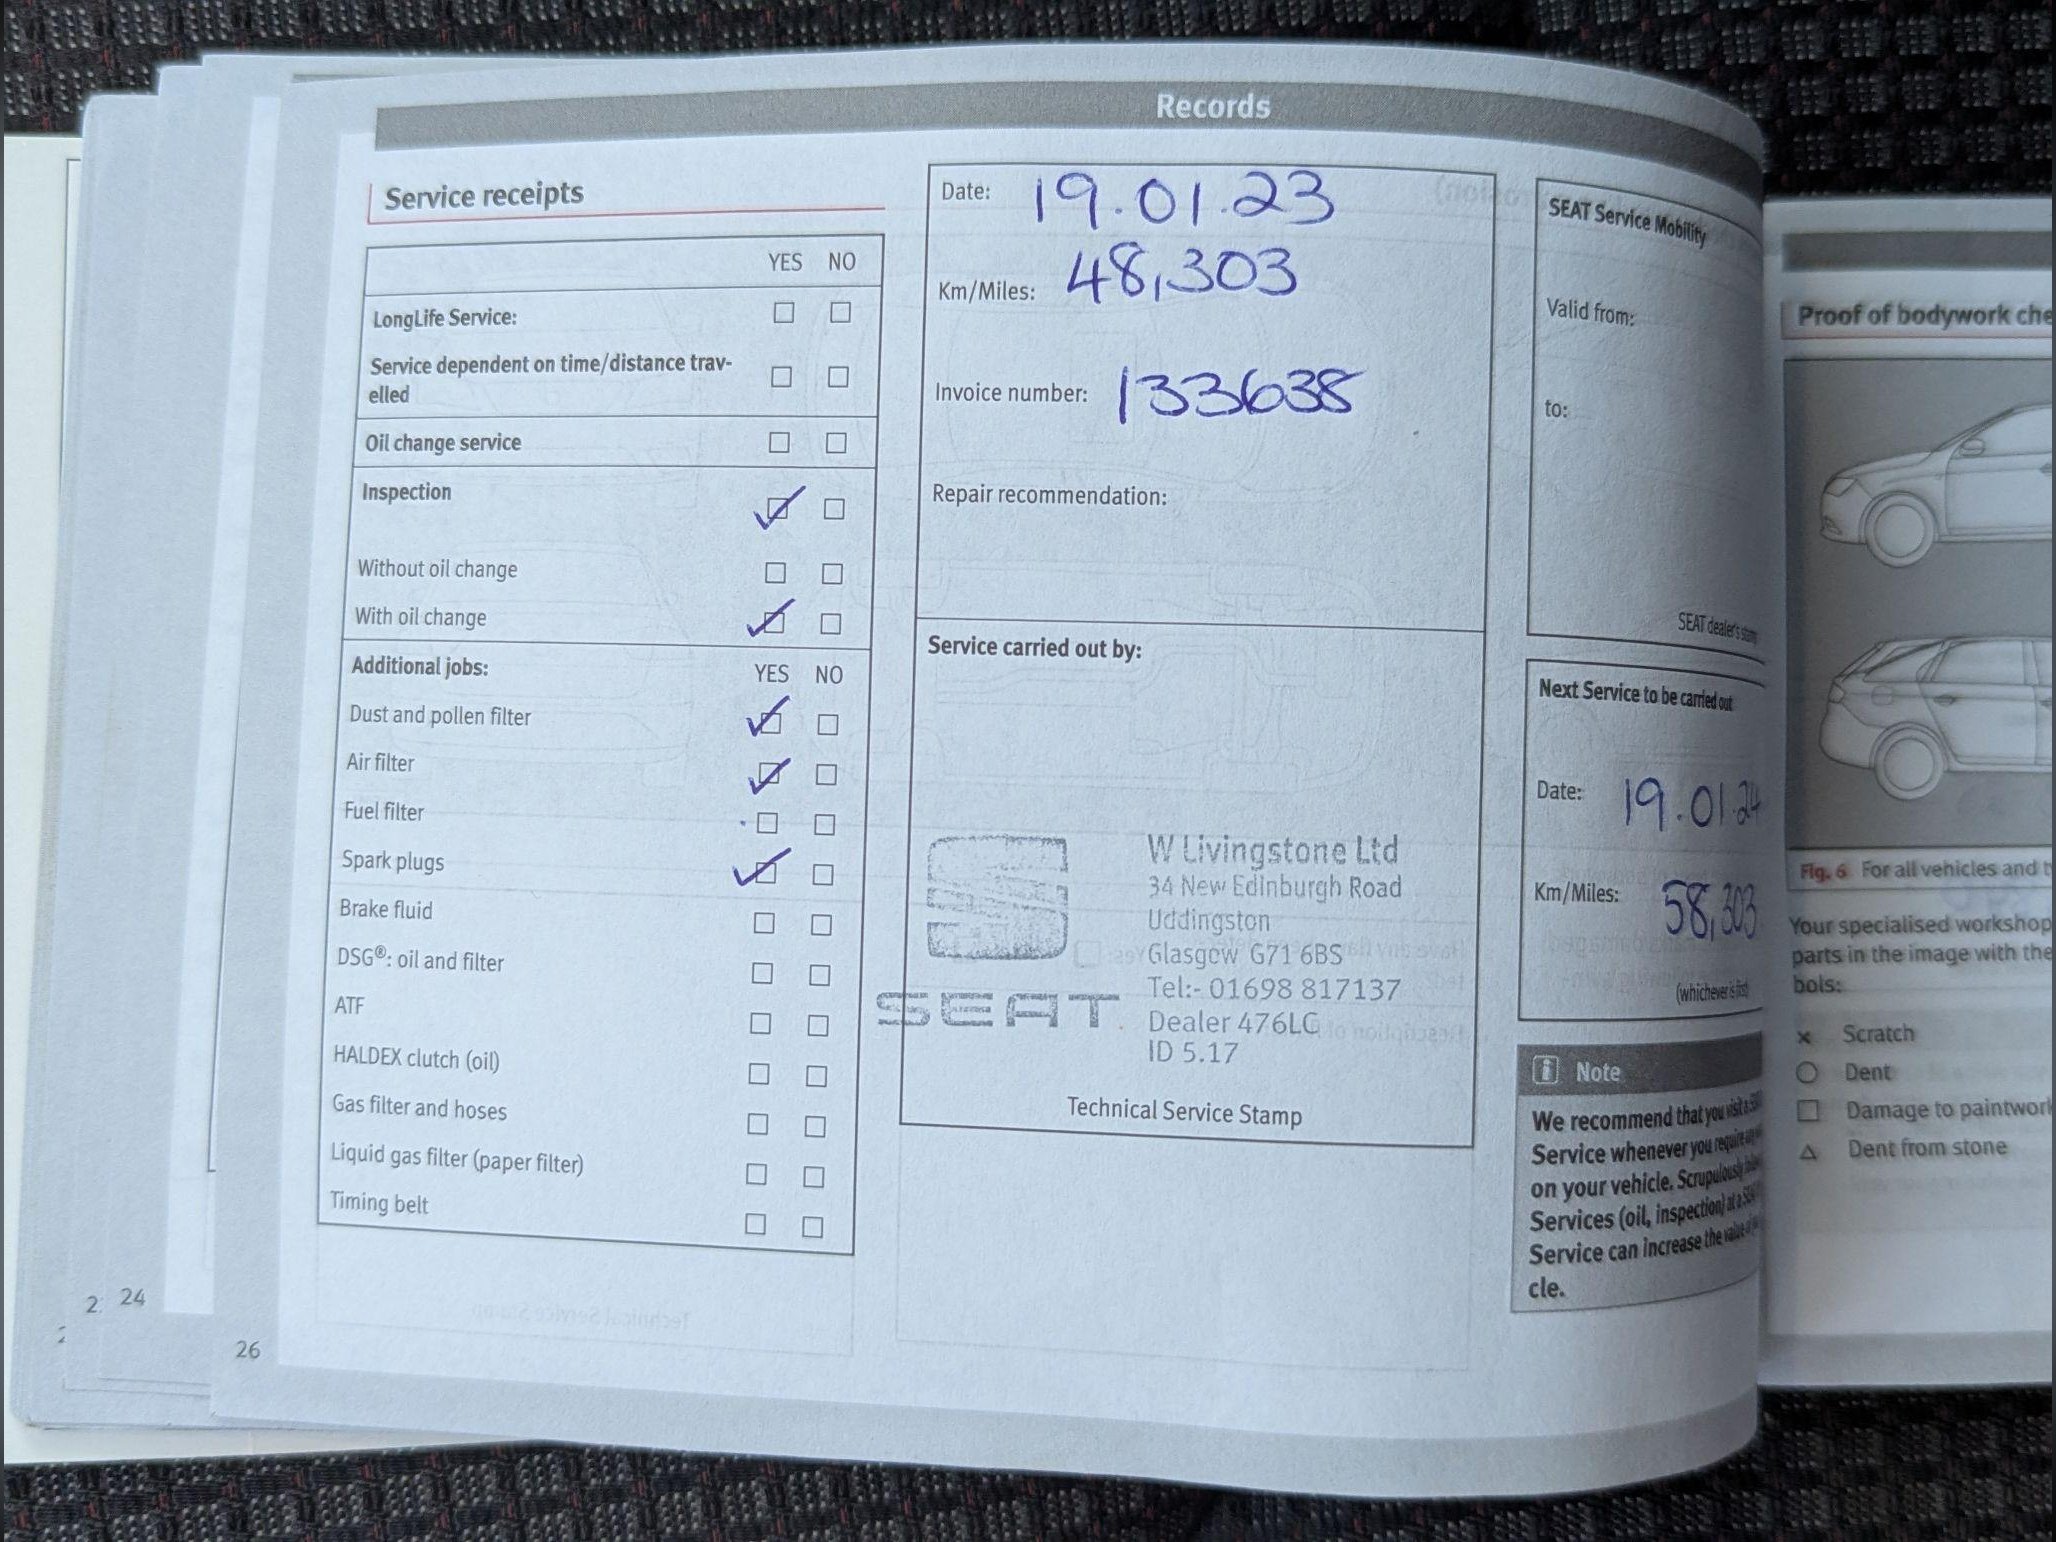 Records
Service receipts
YES NO
LongLife Service:
Service dependent on time/distance trav-
elled
Oil change service
Inspection
Without oil change
With oil change
Additional jobs: YES NO
Dust and pollen filter
Air filter
Fuel filter
Spark plugs
Brake fluid
DSG®: oil and filter
ATF
HALDEX clutch (oil)
Gas filter and hoses
Liquid gas filter (paper filter)
Timing belt
Date: 19.01.23
Km/Miles: 48,303
Invoice number: 133638
Repair recommendation:
Service carried out by:
SEAT
W Livingstone Ltd
34 New Edinburgh Road
Uddingston
Glasgow G71 6BS
Tel:- 01698 817137
Dealer 476LC
ID 5.17
Technical Service Stamp
SEAT Service Mobility
Valid from:
to:
SEAT dealer's stamp
Next Service to be carried out
Date: 19.01.24
Km/Miles: 58,303
(whichever is first)
Note
We recommend that you visit a
Service whenever you require
on your vehicle. Scrupulously
Services (oil, inspection) at a SEAT
Service can increase the value of
cle.
2 24
26
Proof of bodywork che
Fig. 6 For all vehicles and
Your specialised workshop
parts in the image with the
bols:
Scratch
Dent
Damage to paintwork
Dent from stone